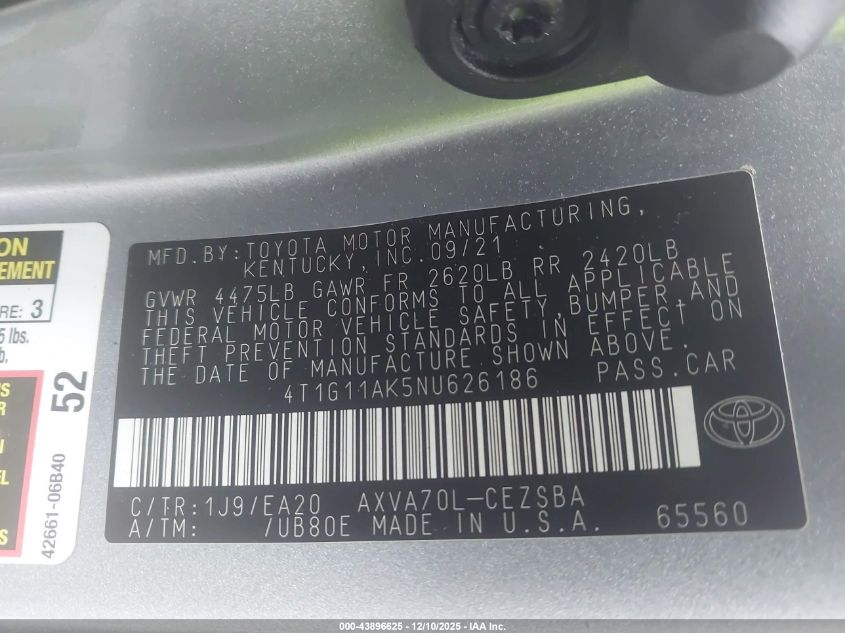 ON
EMENT
RE: 3
5 lbs.
b.
S
R
N
EL
52
42661-06B40
MFD.BY:TOYOTA MOTOR MANUFACTURING,
KENTUCKY, INC.09/21
GVWR 4475LB GAWR FR 2620LB RR 2420LB
THIS VEHICLE CONFORMS TO ALL APPLICABLE
FEDERAL MOTOR VEHICLE SAFETY,BUMPER,AND
THEFT PREVENTION STANDARDS IN EFFECT ON
THE DATE OF MANUFACTURE SHOWN ABOVE.
4T1G11AK5NU626186 PASS.CAR
C/TR:1J9/EA20 AXVA70L-CEZSBA
A/TM: /UB80E MADE IN U.S.A. 65560
000-43896625 - 12/10/2025 - IAA Inc.